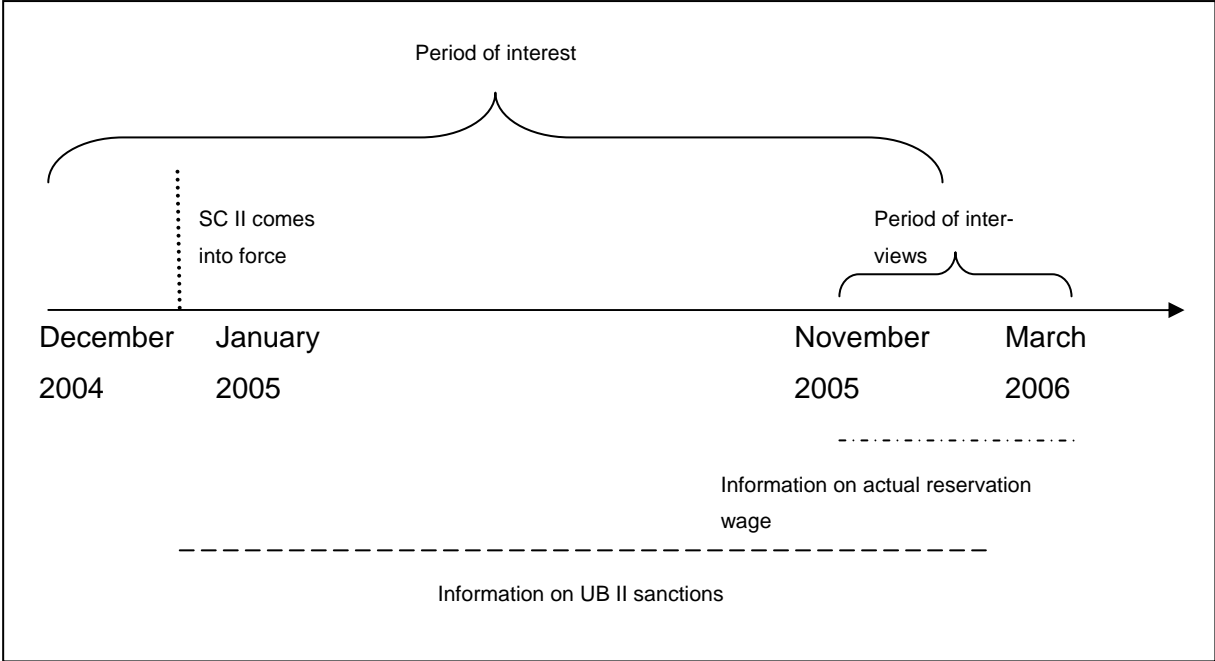 Period of interest
SC II comes
into force
Period of inter-
views
December
2004
January
2005
November
2005
March
2006
Information on actual reservation
wage
Information on UB II sanctions